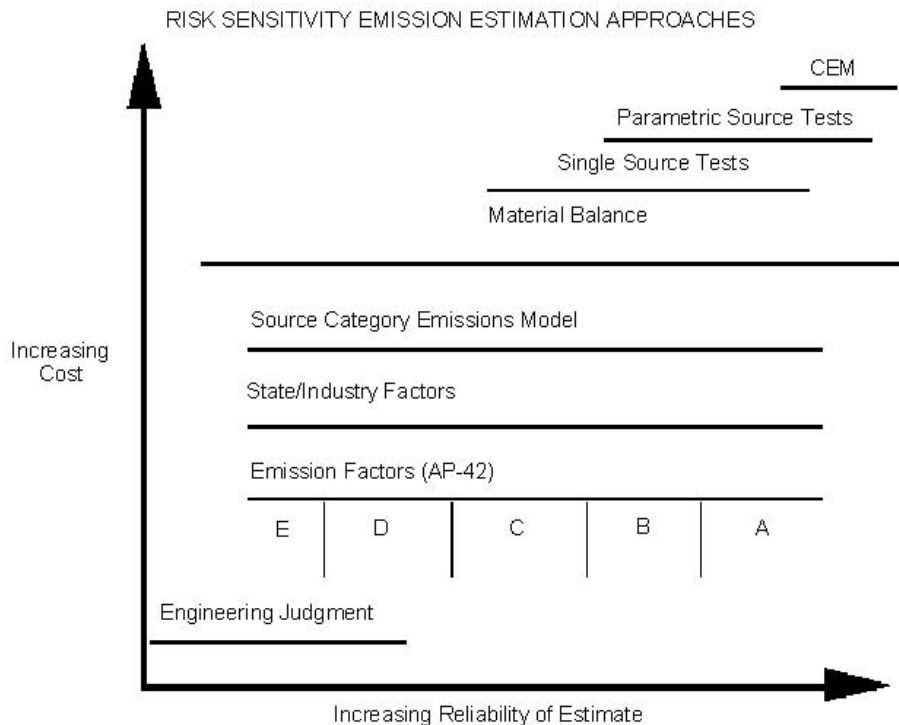 RISK SENSITIVITY EMISSION ESTIMATION APPROACHES
CEM
Parametric Source Tests
Single Source Tests
Material Balance
Source Category Emissions Model
Increasing
Cost
State/Industry Factors
Emission Factors (AP-42)
E D C B A
Engineering Judgment
Increasing Reliability of Estimate